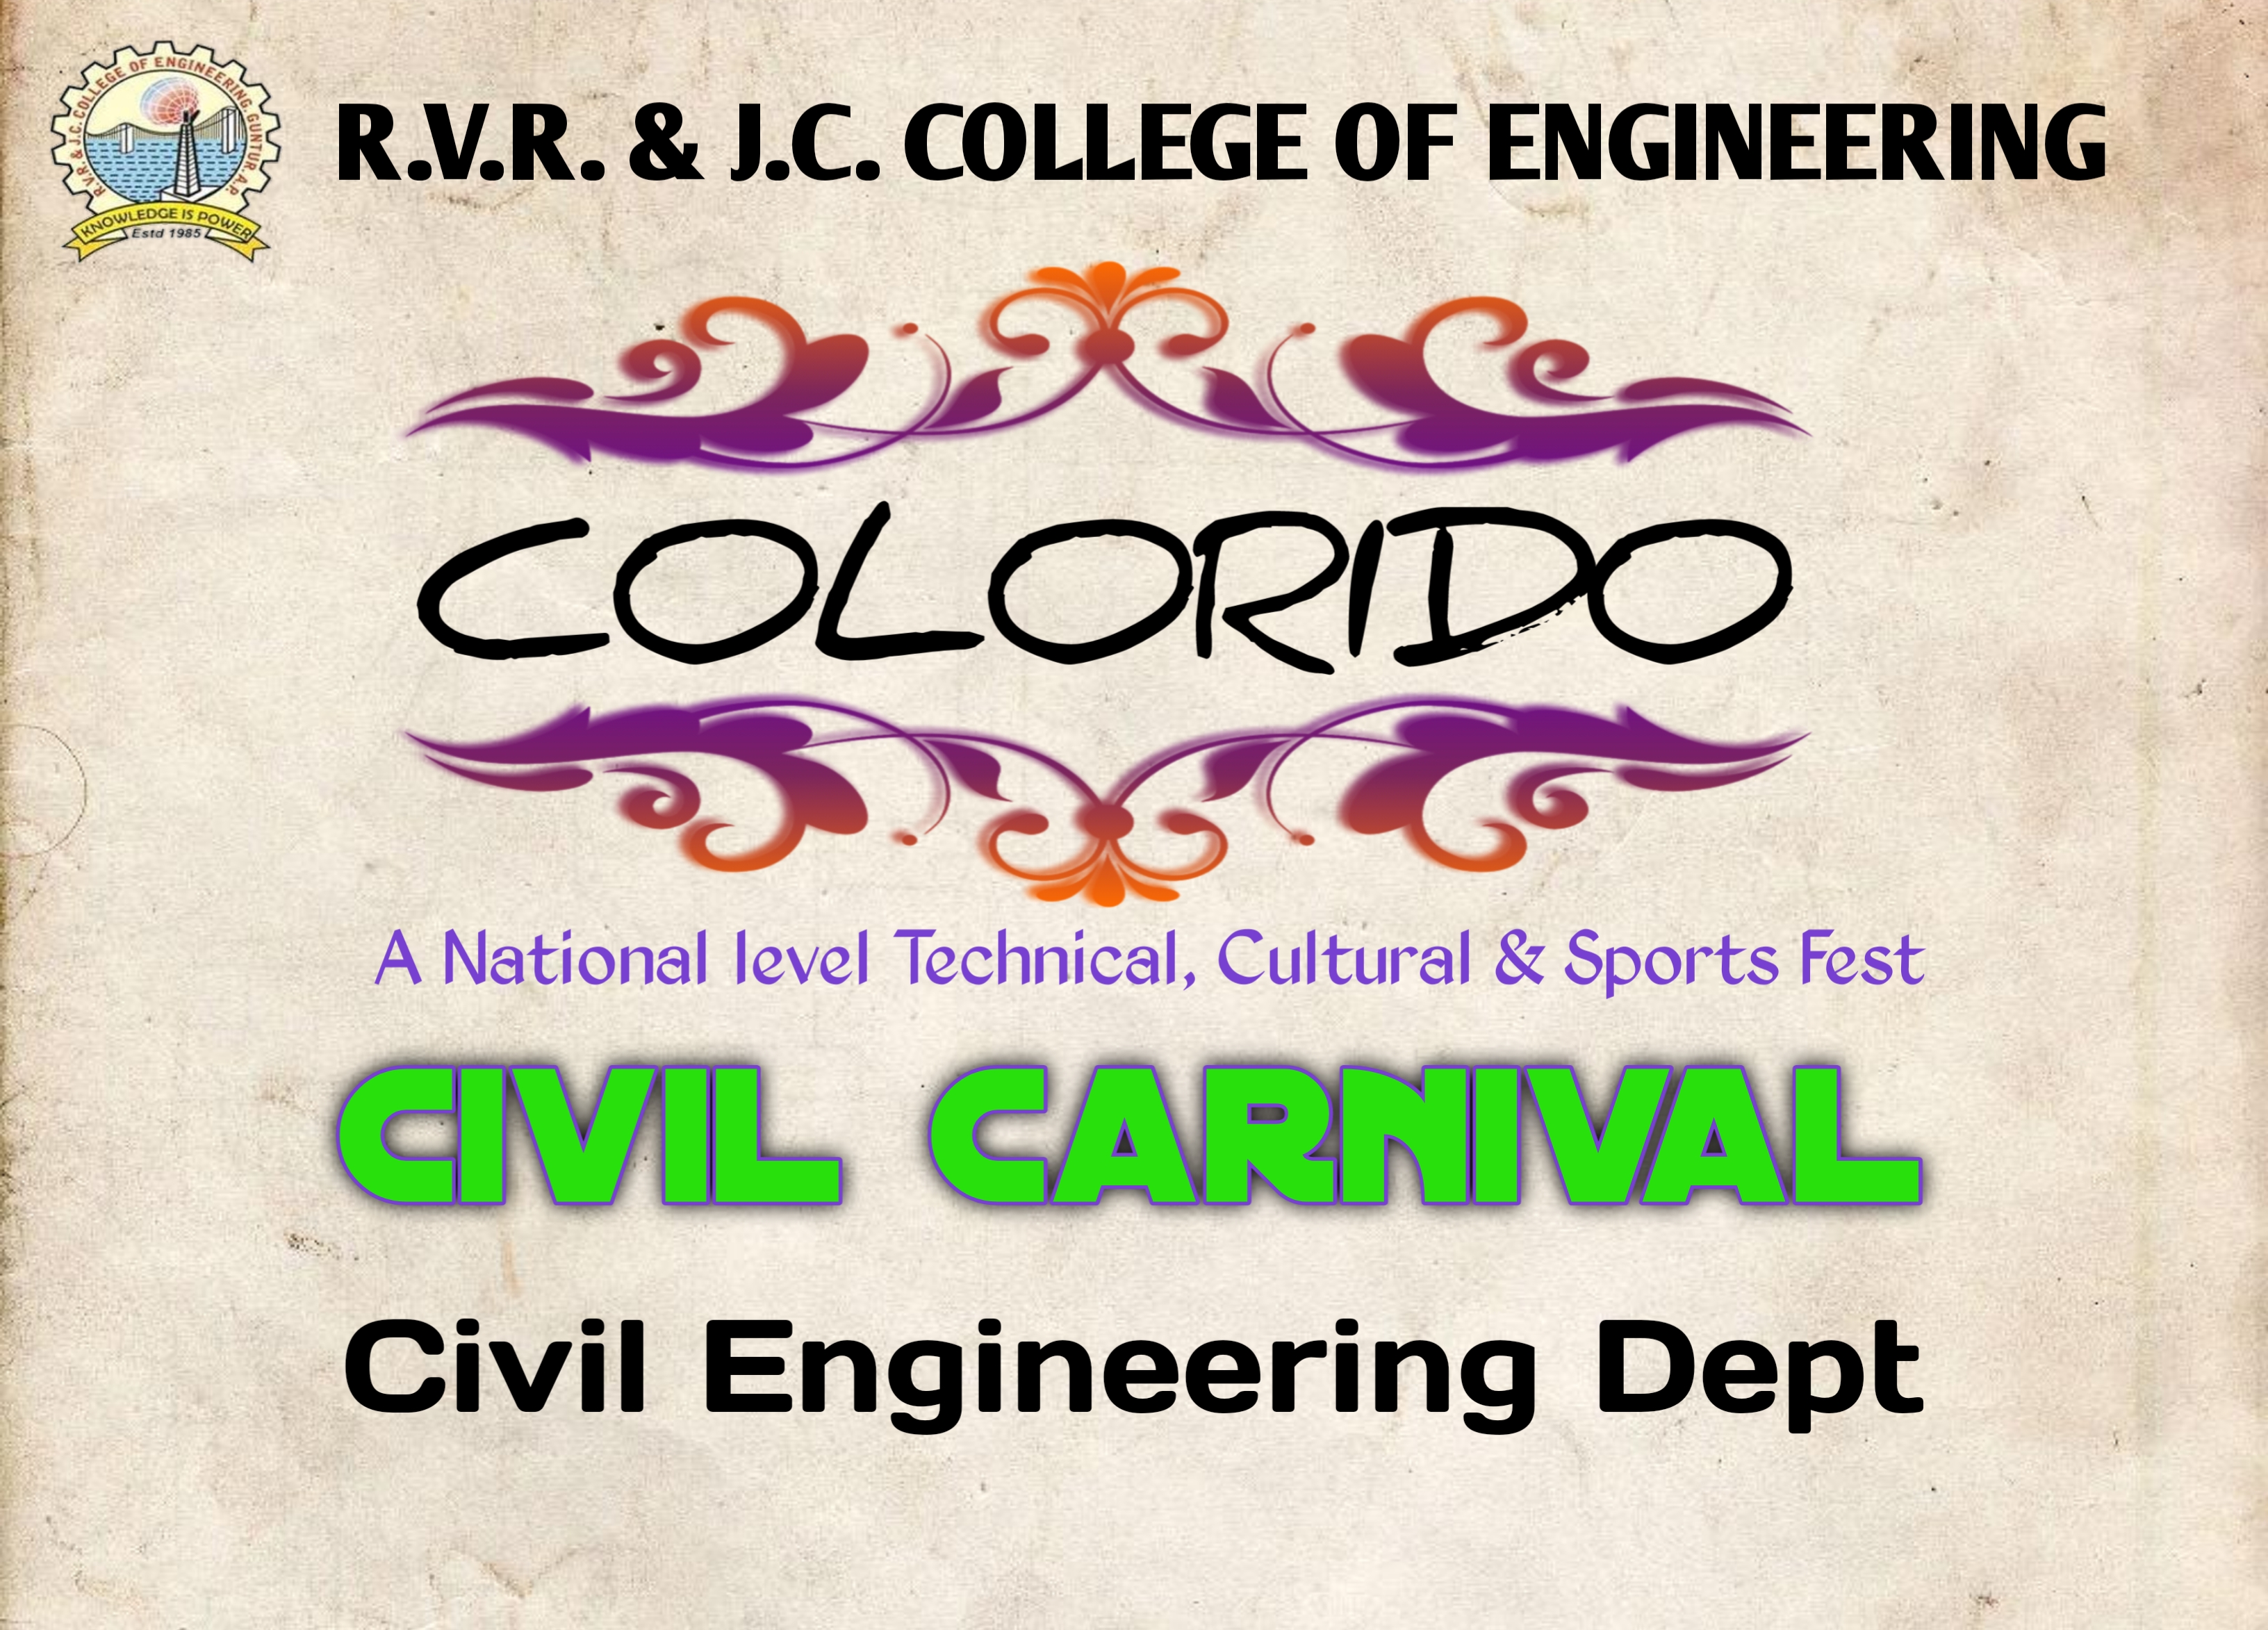 R.V.R. & J.C. COLLEGE OF ENGINEERING, GUNTUR. A.P.
KNOWLEDGE IS POWER
Estd 1985
R.V.R. & J.C. COLLEGE OF ENGINEERING
COLORIDO
A National level Technical, Cultural & Sports Fest
CIVIL CARNIVAL
Civil Engineering Dept